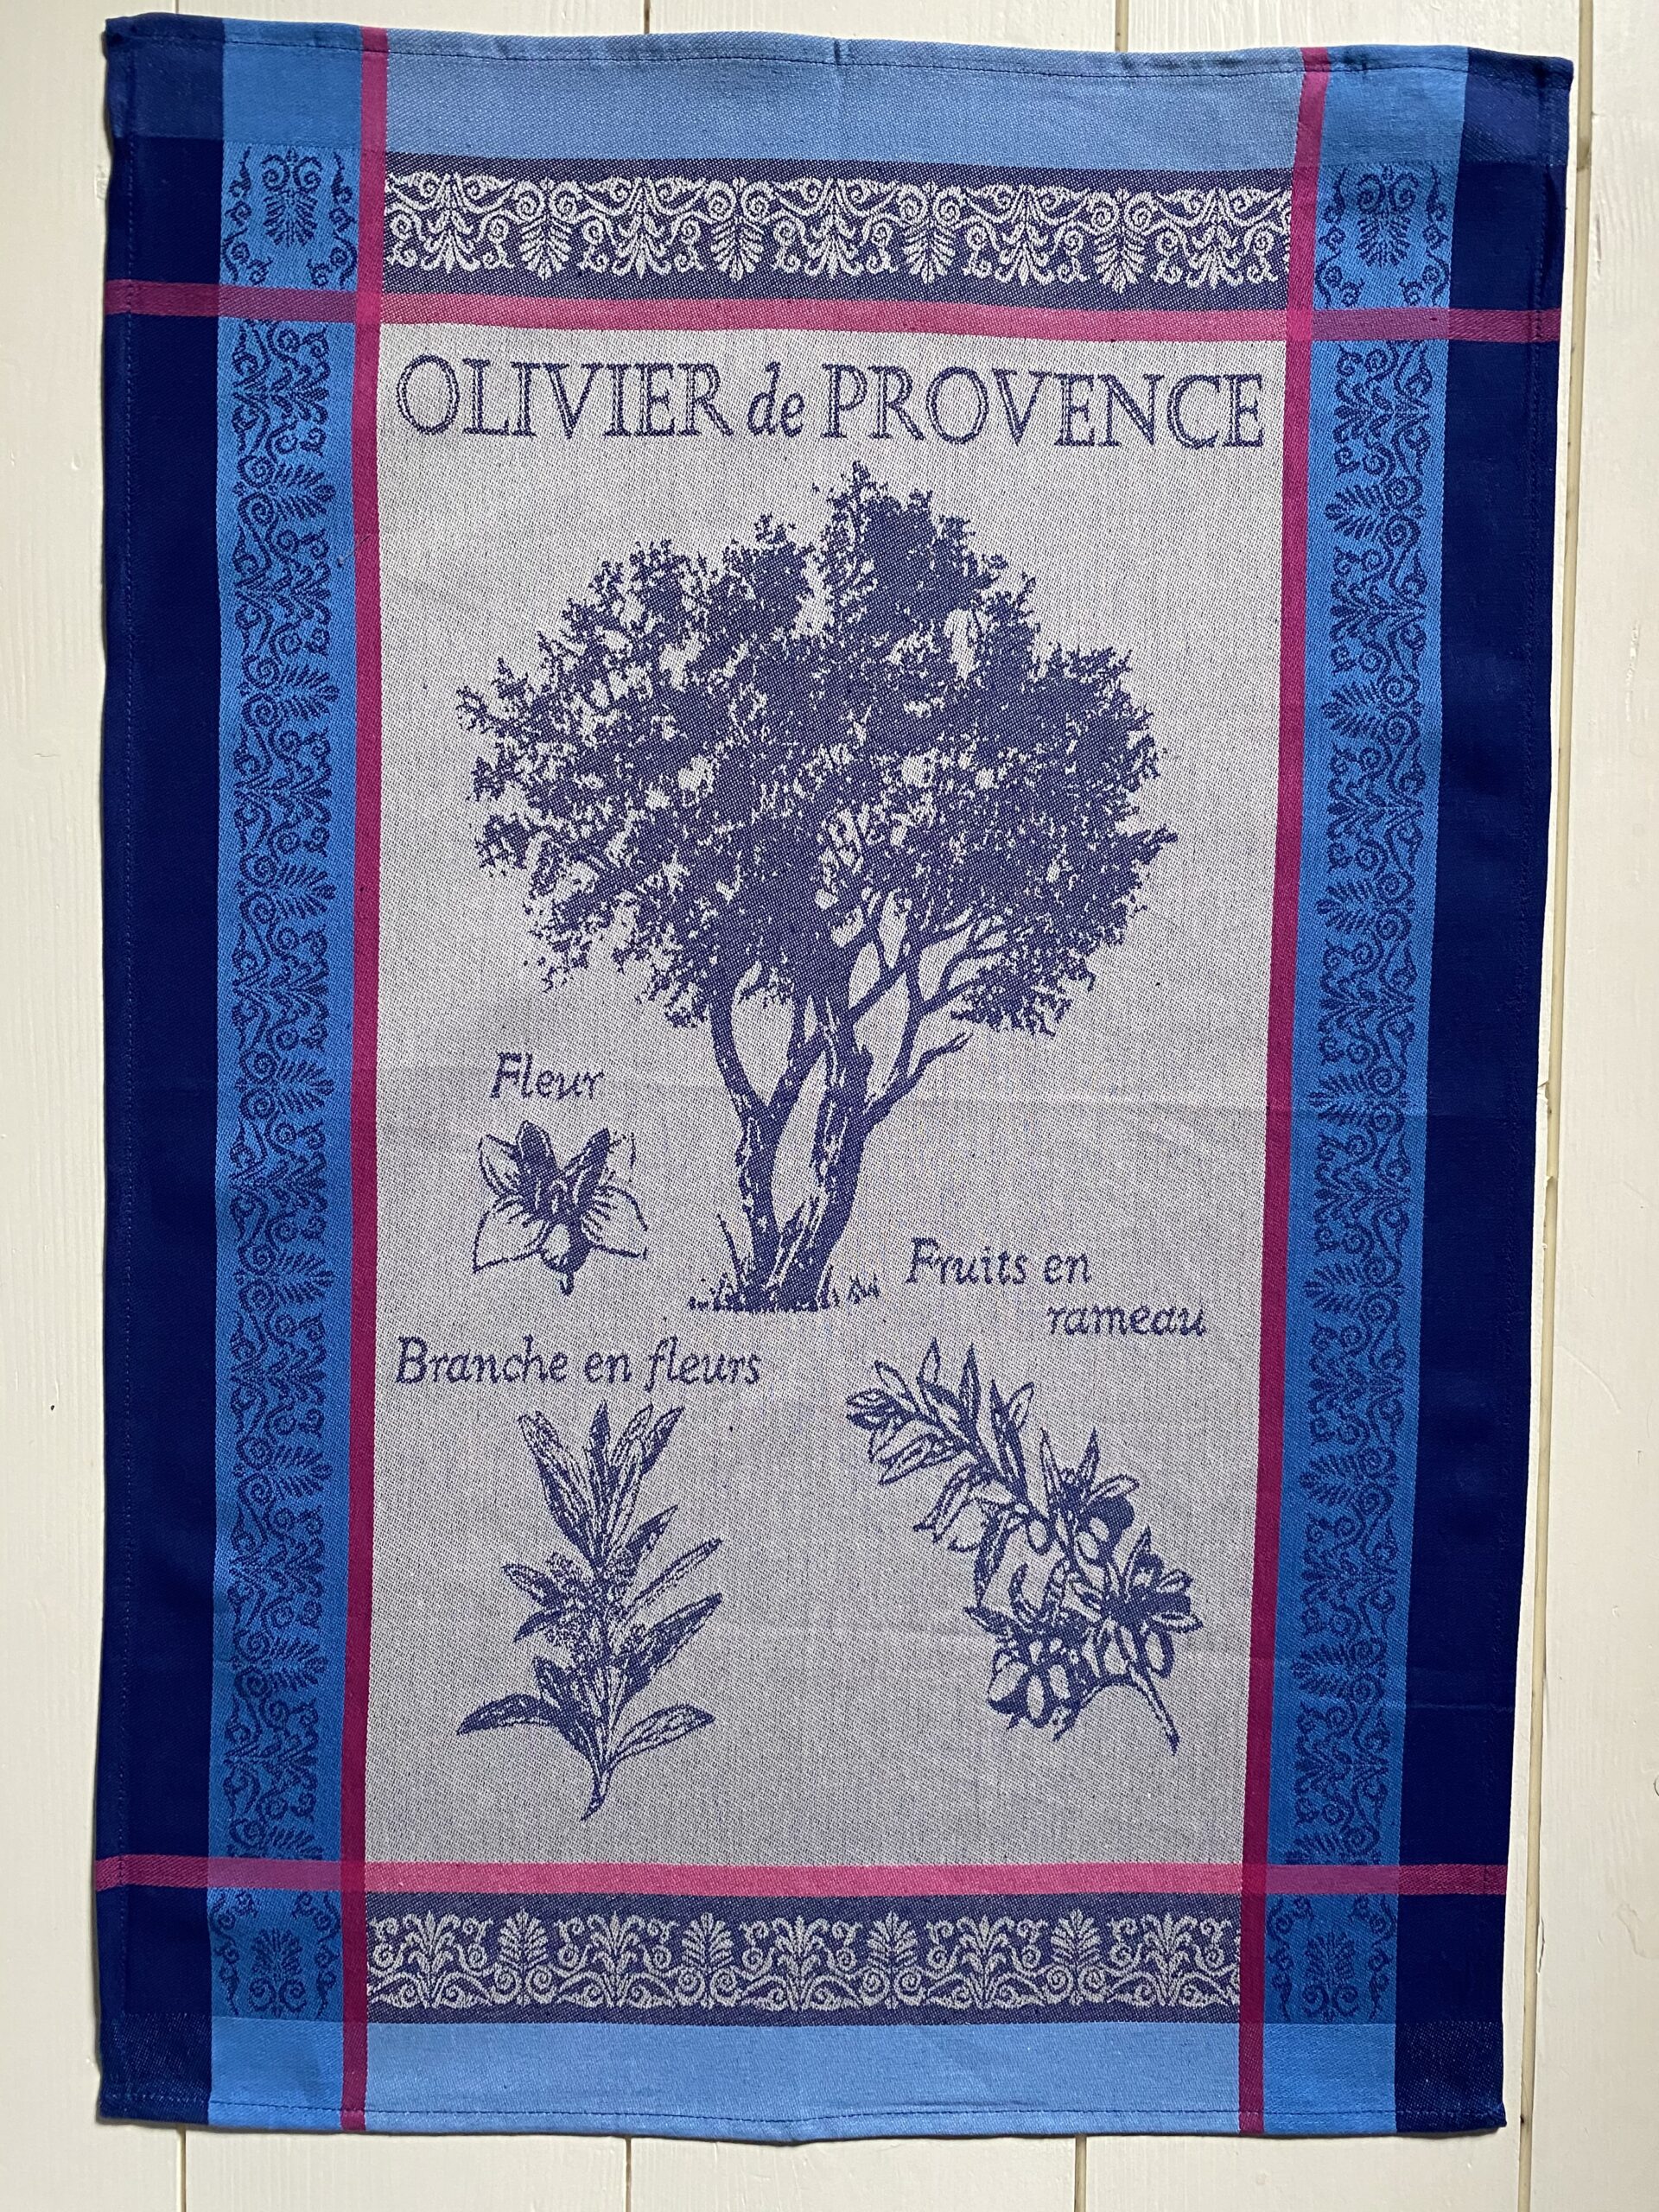 OLIVIER de PROVENCE
Fleur
Fruits en
rameau
Branche en fleurs